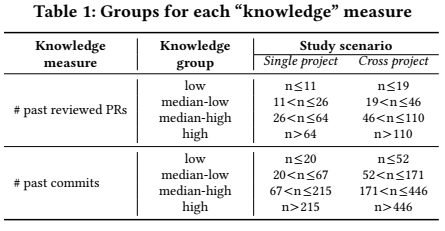 Table 1: Groups for each “knowledge” measure
Knowledge measure Knowledge group Study scenario
Single project Cross project
# past reviewed PRs
low n≤11 n≤19
median-low 11<n≤26 19<n≤46
median-high 26<n≤64 46<n≤110
high n>64 n>110
# past commits
low n≤20 n≤52
median-low 20<n≤67 52<n≤171
median-high 67<n≤215 171<n≤446
high n>215 n>446